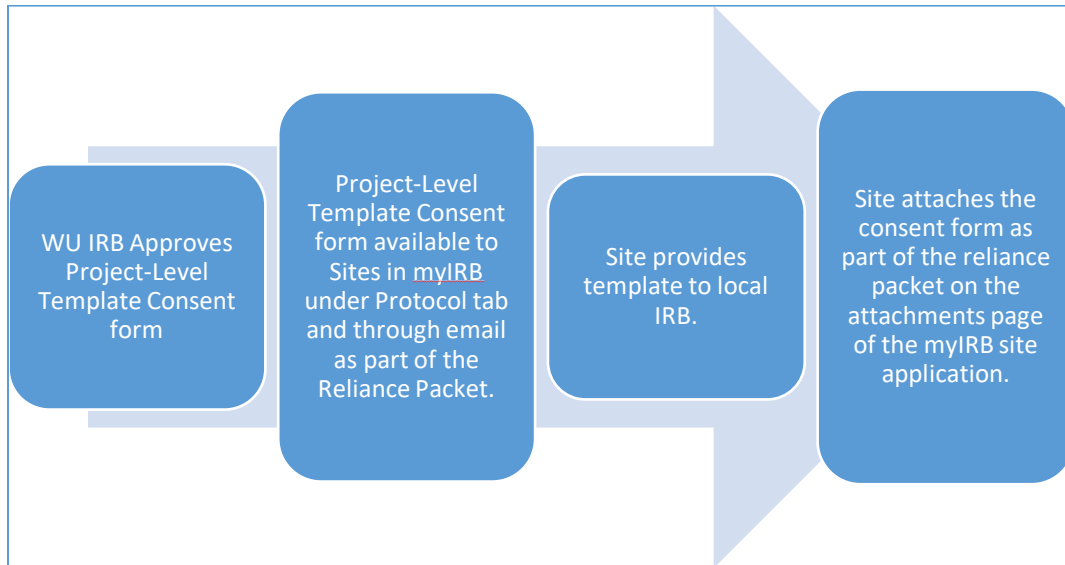 WU IRB Approves
Project-Level
Template Consent
form
Project-Level
Template Consent
form available to
Sites in myIRB
under Protocol tab
and through email
as part of the
Reliance Packet.
Site provides
template to local
IRB.
Site attaches the
consent form as
part of the reliance
packet on the
attachments page
of the myIRB site
application.